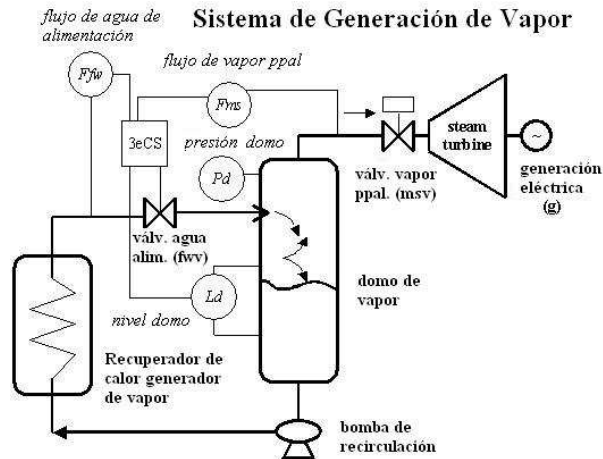 Sistema de Generación de Vapor
flujo de agua de
alimentación
Ffw
flujo de vapor ppal
Fms
3eCS
presión domo
Pd
steam
turbine
~
válv. vapor
ppal. (msv)
generación
eléctrica
(g)
válv. agua
alim. (fwv)
Ld
nivel domo
domo
de vapor
Recuperador de
calor generador
de vapor
bomba de
recirculación